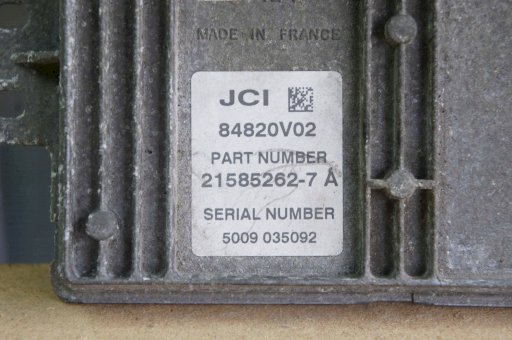 MADE IN FRANCE
JCI
84820V02
PART NUMBER
21585262-7 A
SERIAL NUMBER
5009 035092